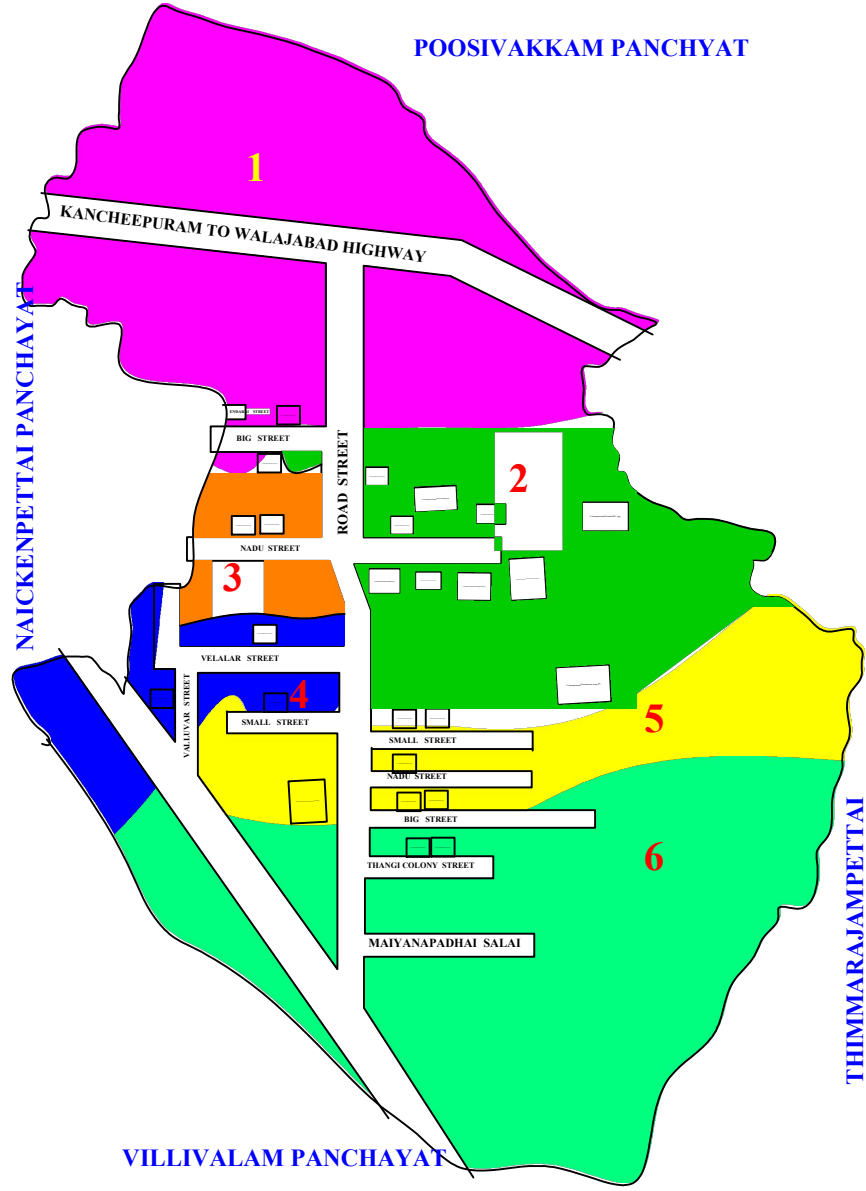 POOSIVAKKAM PANCHYAT
1
KANCHEEPURAM TO WALAJABAD HIGHWAY
NAICKENPETTAI PANCHAYAT
BIG STREET
ROAD STREET
2
NADU STREET
3
VELALAR STREET
4
VALLUVAR STREET
SMALL STREET
5
SMALL STREET
NADU STREET
BIG STREET
6
THANGI COLONY STREET
MAIYANAPADHAI SALAI
THIMMARAJAMPETTAI
VILLIVALAM PANCHAYAT